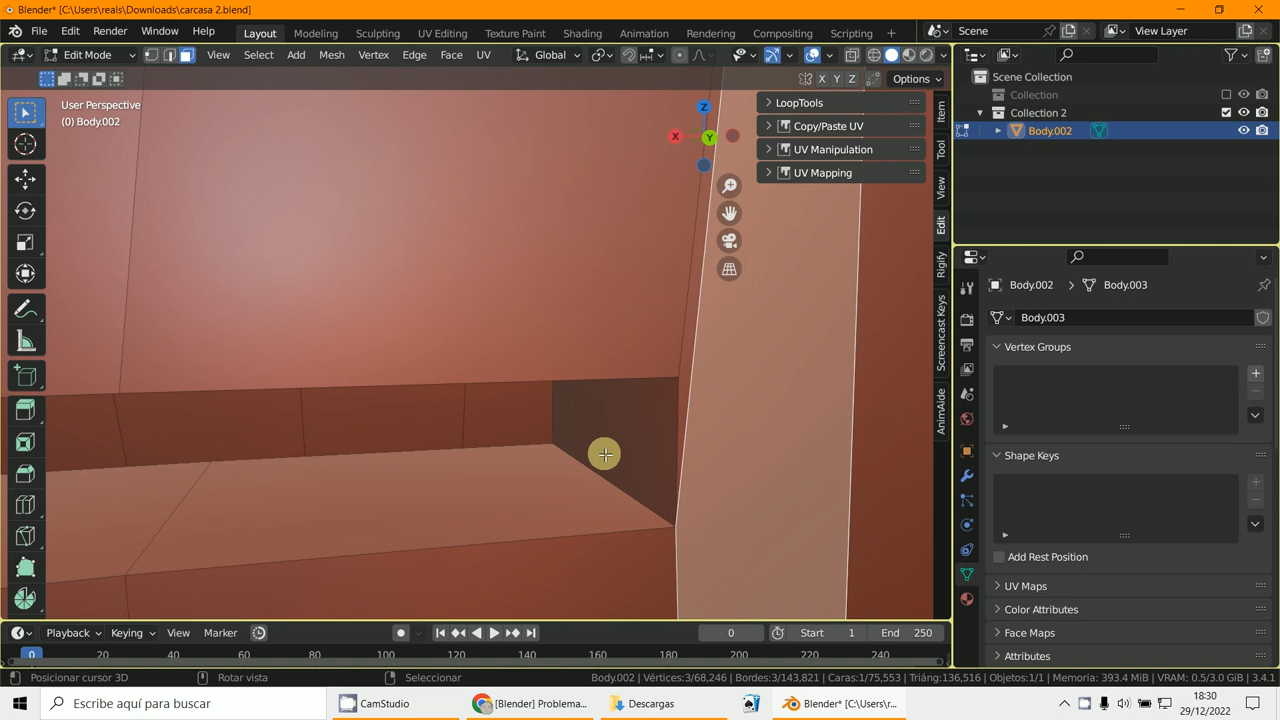 Blender* [C:\Users\reals\Downloads\carcasa 2.blend]
File Edit Render Window Help Layout Modeling Sculpting UV Editing Texture Paint Shading Animation Rendering Compositing Scripting + Scene View Layer
Edit Mode View Select Add Mesh Vertex Edge Face UV Global
X Y Z Options
User Perspective
(0) Body.002
Z
X
Y
LoopTools
Copy/Paste UV
UV Manipulation
UV Mapping
Item
Tool
View
Edit
Rigify
Screencast Keys
AnimAide
Scene Collection
Collection
Collection 2
Body.002
Body.002 > Body.003
Body.003
Vertex Groups
Shape Keys
Add Rest Position
UV Maps
Color Attributes
Face Maps
Attributes
Playback Keying View Marker 0 Start 1 End 250
0 20 40 60 80 100 120 140 160 180 200 220 240
Posicionar cursor 3D Rotar vista Seleccionar Body.002 | Vértices:3/68,246 | Bordes:3/143,821 | Caras:1/75,553 | Triáng:136,516 | Objetos:1/1 | Memoria: 393.4 MiB | VRAM: 0.5/3.0 GiB | 3.4.1
Escribe aquí para buscar CamStudio [Blender] Problema... Descargas Blender* [C:\Users\r... 18:30
29/12/2022